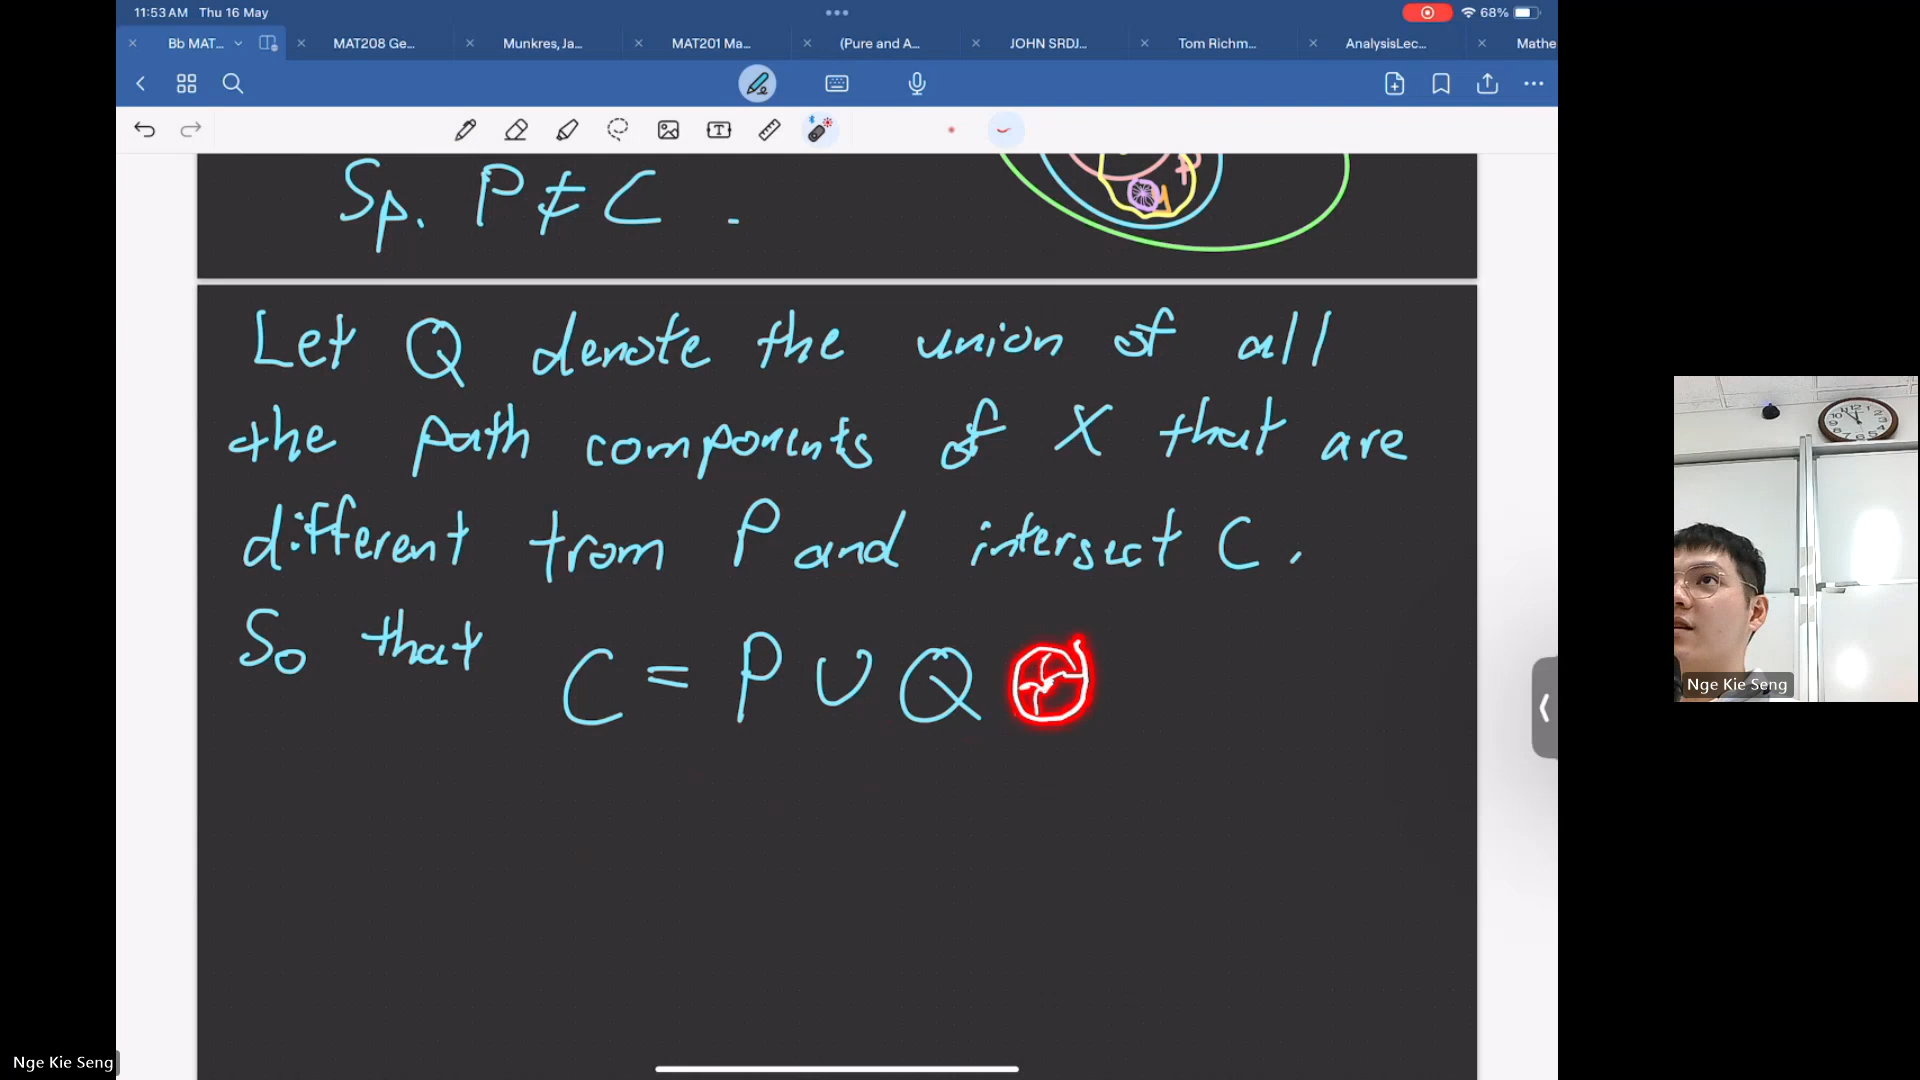 11:53 AM Thu 16 May
68%
Bb MAT...
MAT208 Ge...
Munkres, Ja...
MAT201 Ma...
(Pure and A...
JOHN SRDJ...
Tom Richm...
AnalysisLec...
Mathe
Sp. P ≠ C .
P
Let Q denote the union of all
the path components of X that are
different from P and intersect C.
So that C = P ∪ Q
Nge Kie Seng
Nge Kie Seng